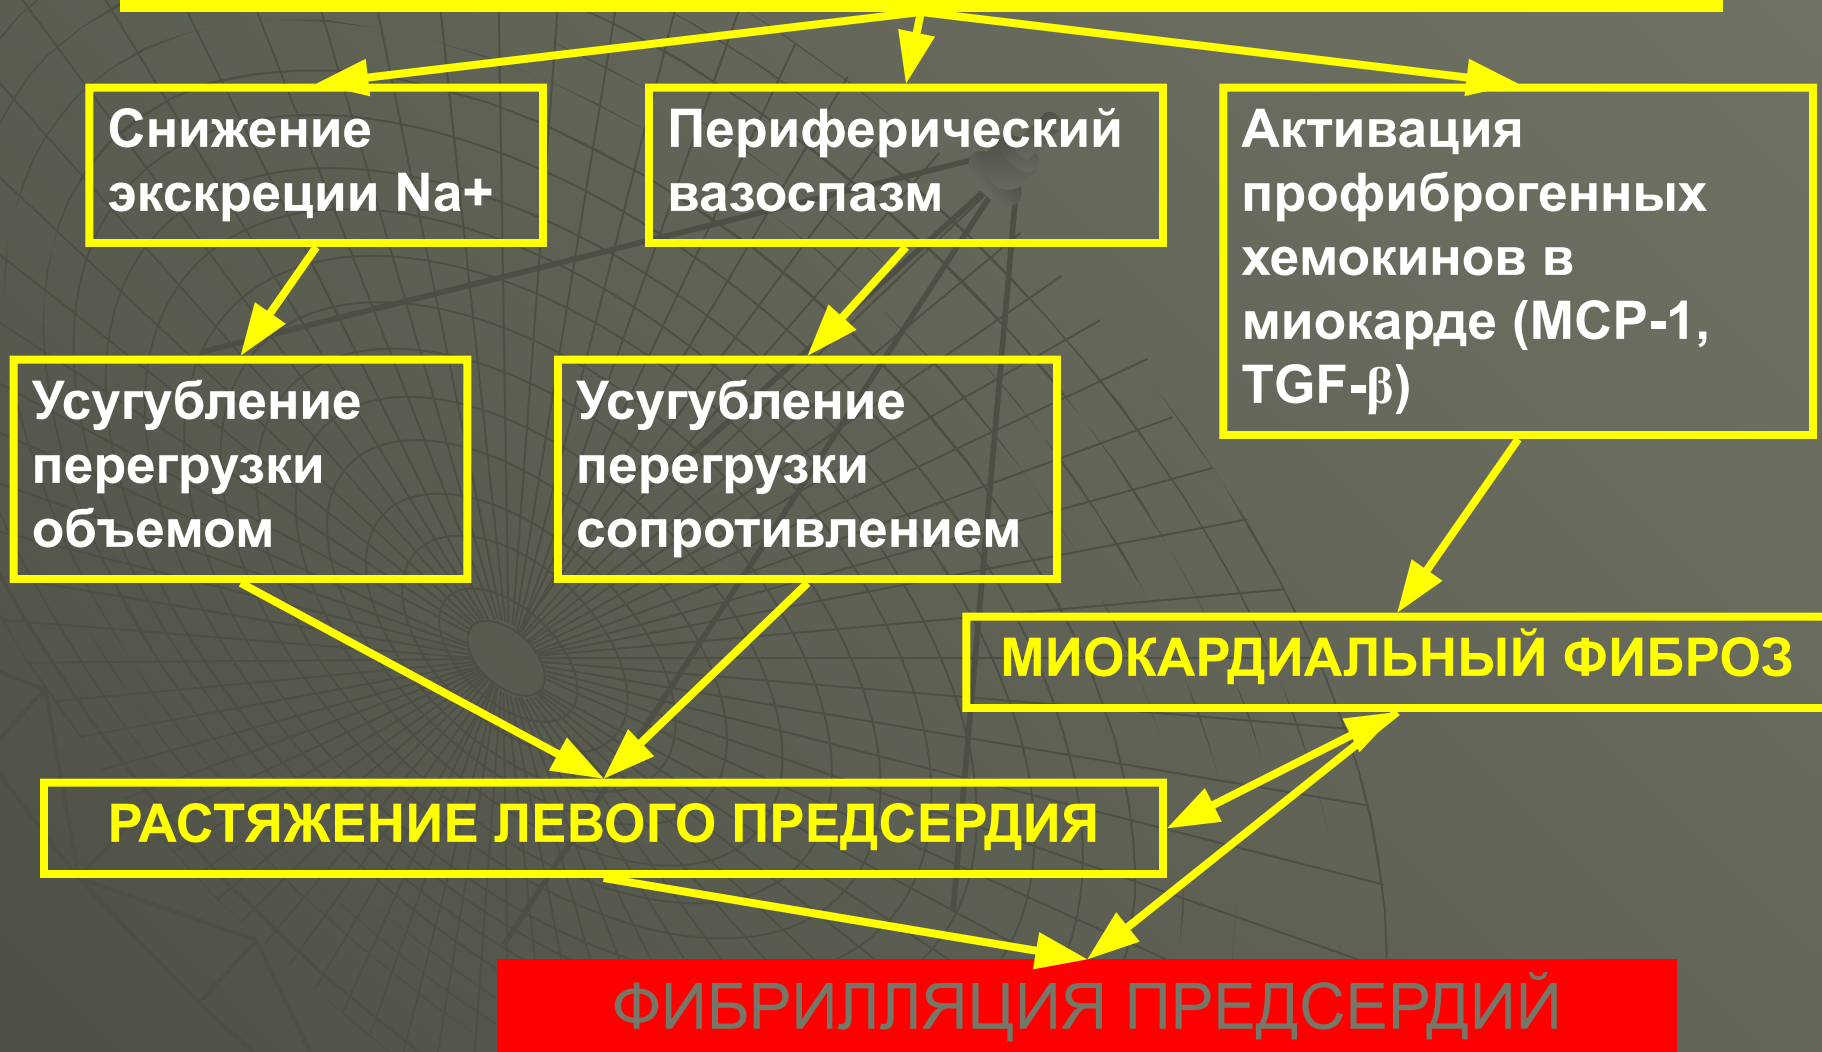 Снижение
экскреции Na+
Периферический
вазоспазм
Активация
профиброгенных
хемокинов в
миокарде (MCP-1,
TGF-β)
Усугубление
перегрузки
объемом
Усугубление
перегрузки
сопротивлением
МИОКАРДИАЛЬНЫЙ ФИБРОЗ
РАСТЯЖЕНИЕ ЛЕВОГО ПРЕДСЕРДИЯ
ФИБРИЛЛЯЦИЯ ПРЕДСЕРДИЙ